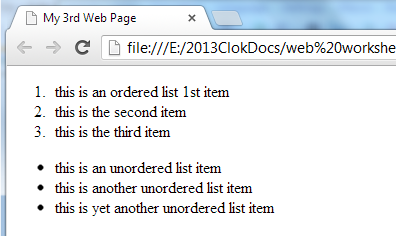 My 3rd Web Page
file:///E:/2013ClokDocs/web%20workshe
1. this is an ordered list 1st item
2. this is the second item
3. this is the third item
• this is an unordered list item
• this is another unordered list item
• this is yet another unordered list item